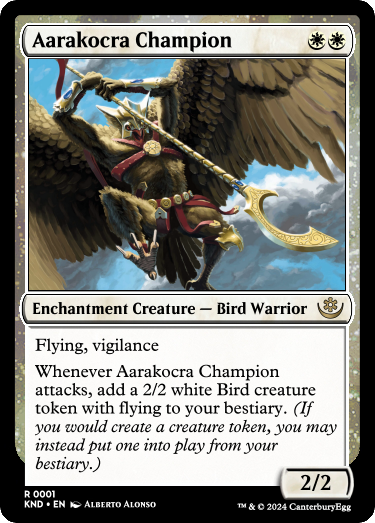 Aarakocra Champion
Enchantment Creature — Bird Warrior
Flying, vigilance
Whenever Aarakocra Champion
attacks, add a 2/2 white Bird creature
token with flying to your bestiary. (If
you would create a creature token, you may
instead put one into play from your
bestiary.)
2/2
R 0001
KND • EN Alberto Alonso
™ & © 2024 CanterburyEgg